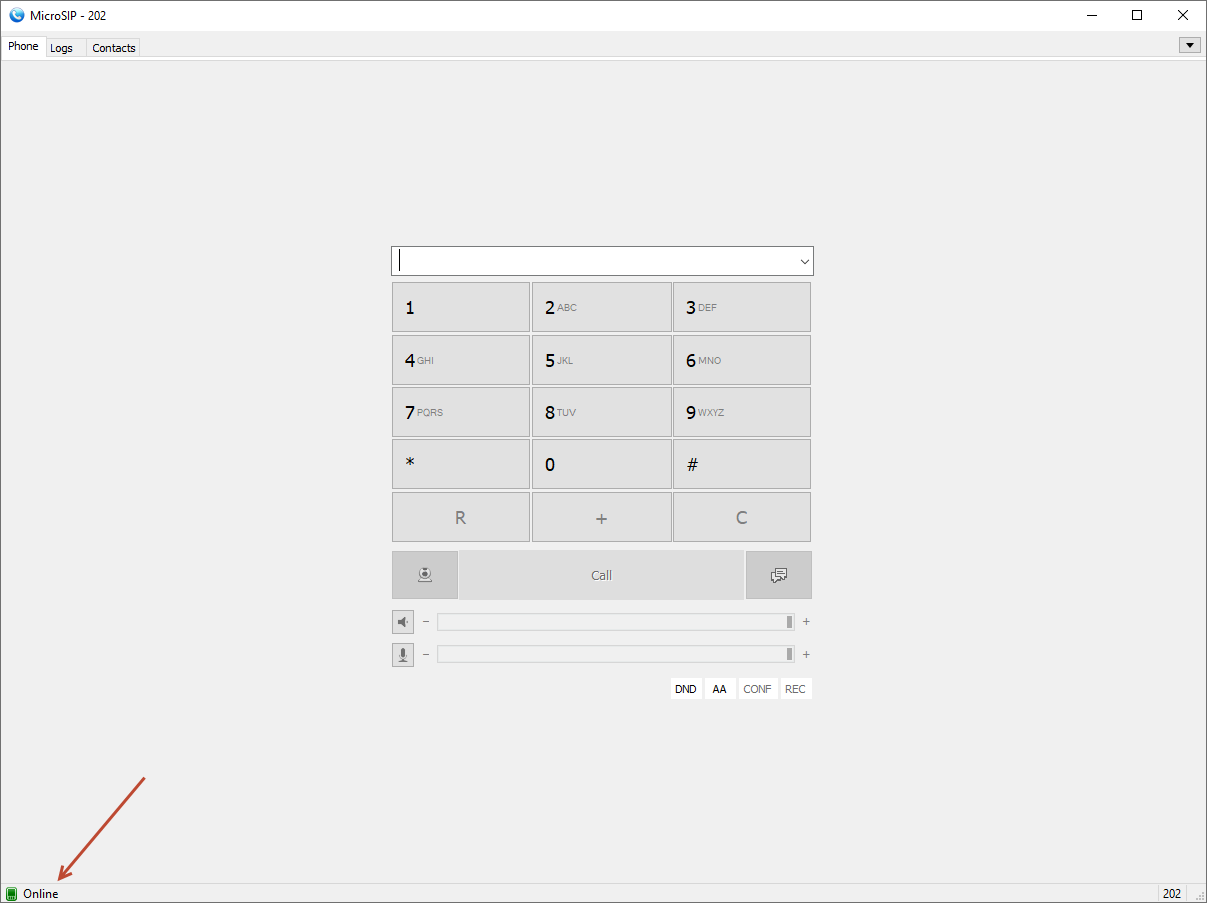 MicroSIP - 202
Phone Logs Contacts
1 2 ABC 3 DEF
4 GHI 5 JKL 6 MNO
7 PQRS 8 TUV 9 WXYZ
* 0 #
R + C
Call
− +
− +
DND AA CONF REC
Online 202